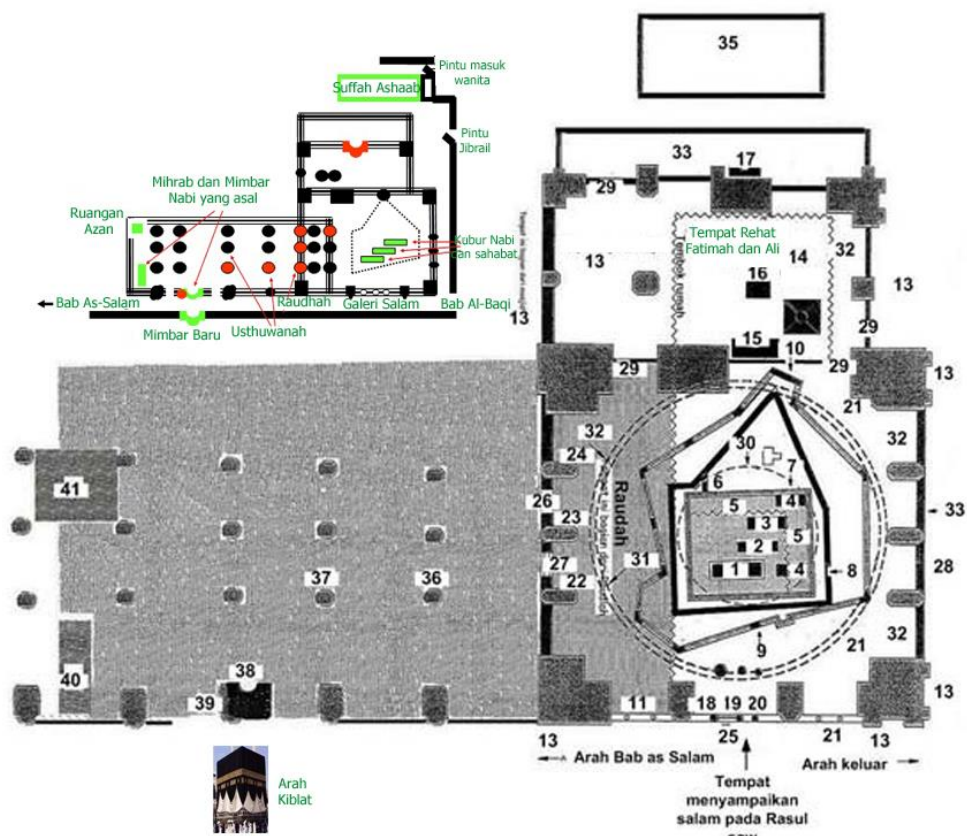 Pintu masuk
wanita
Suffah Ashaab
Pintu
Jibrail
Mihrab dan Mimbar
Nabi yang asal
Ruangan
Azan
Kubur Nabi
dan sahabat
Bab As-Salam
Raudhah
Galeri Salam
Bab Al-Baqi
Mimbar Baru
Usthuwanah
35
33
17
29
Tempat Rehat
Fatimah dan Ali
32
Tembok rumah
14
13
13
16
13
29
15
10
29
29
13
21
32
32
24
30
7
6
4
41
Raudah
5
26
3
5
33
23
2
31
27
1
4
8
28
37
36
22
9
21
32
40
38
39
11
18 19 20
13
13
25
21
13
Arah Bab as Salam
Arah keluar
Tempat
menyampaikan
salam pada Rasul
Arah
Kiblat